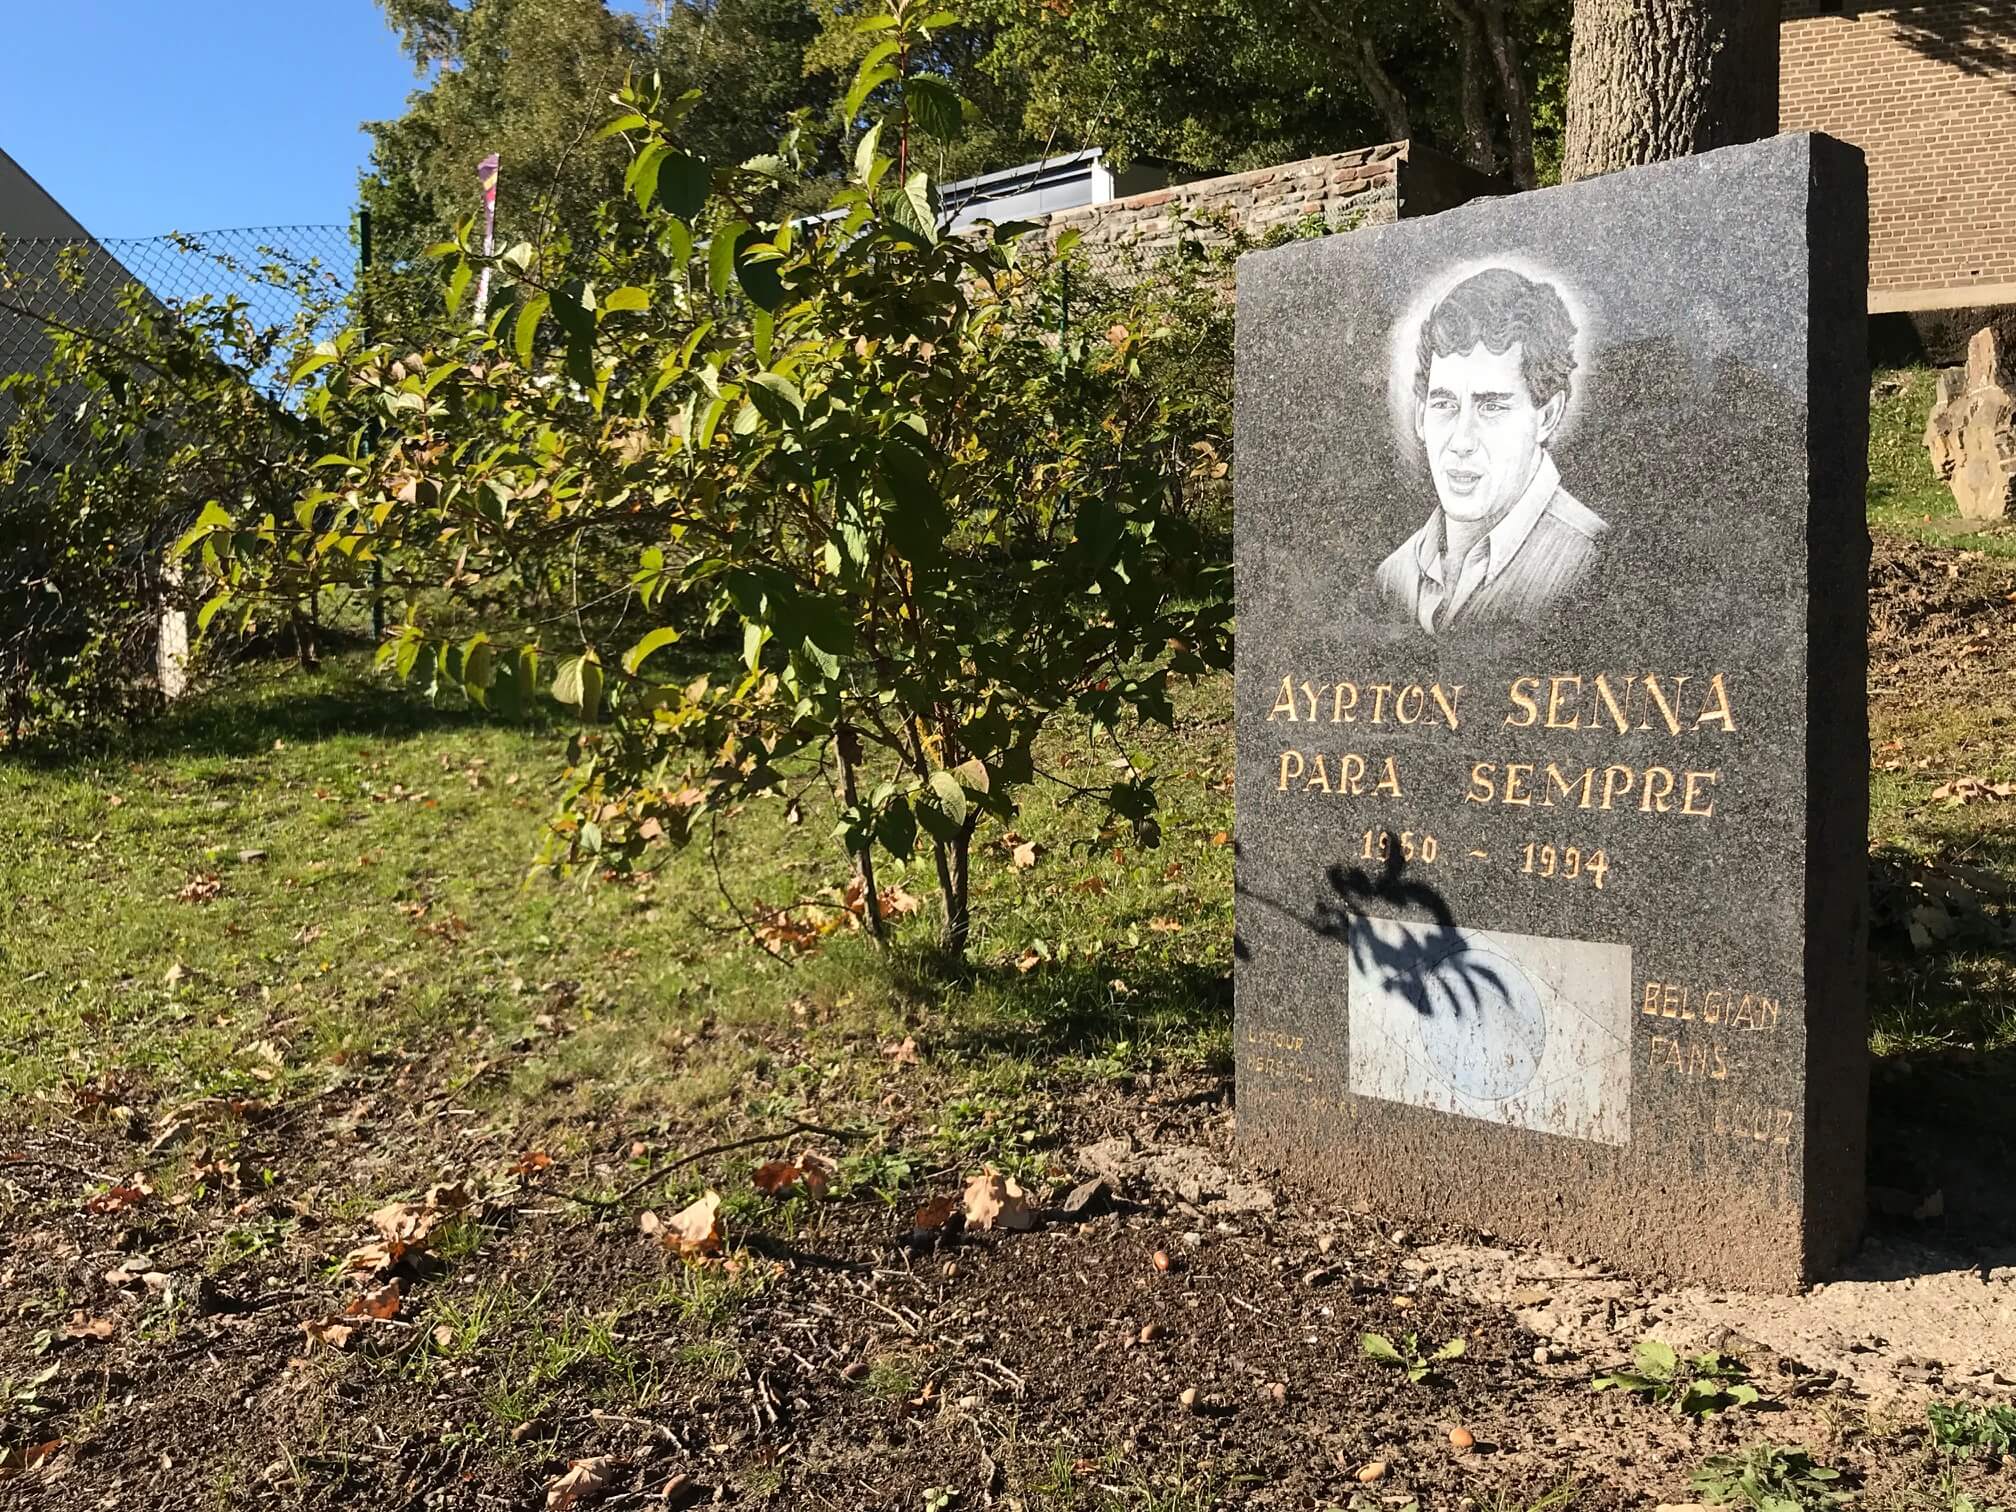 AYRTON SENNA
PARA SEMPRE
1960 - 1994
BELGIAN
FANS